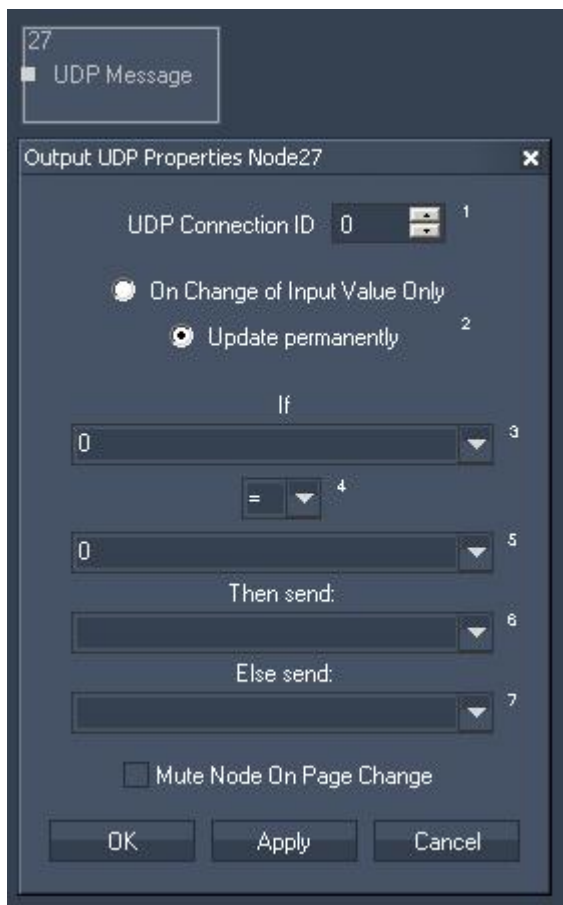 27
UDP Message
Output UDP Properties Node27
UDP Connection ID 0 1
On Change of Input Value Only
Update permanently 2
If
0 3
= 4
0 5
Then send:
6
Else send:
7
Mute Node On Page Change
OK Apply Cancel